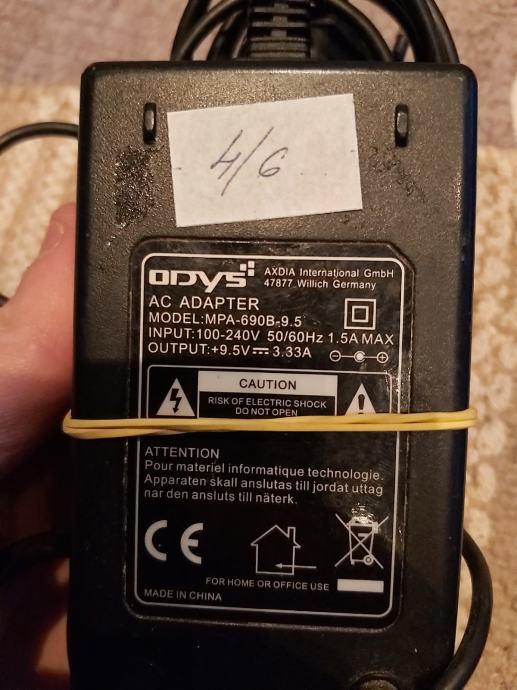 4/6
ODYS
AXDIA International GmbH
47877 Willich Germany
AC ADAPTER
MODEL:MPA-690B-9.5
INPUT:100-240V 50/60Hz 1.5A MAX
OUTPUT:+9.5V⎓3.33A
CAUTION
RISK OF ELECTRIC SHOCK
DO NOT OPEN
ATTENTION
Pour materiel informatique technologie.
Apparaten skall anslutas till jordat uttag
nar den ansluts till näterk.
CE
FOR HOME OR OFFICE USE
MADE IN CHINA